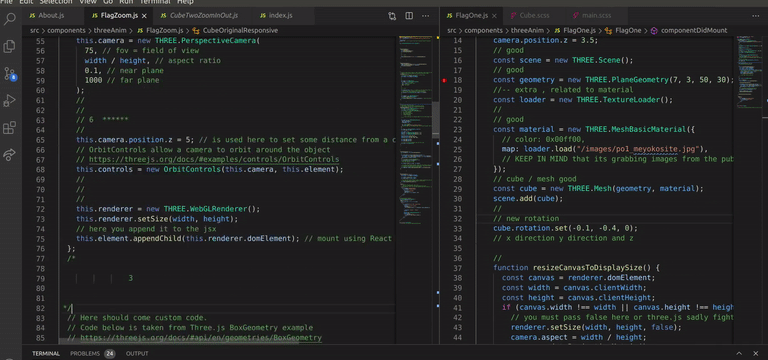 File Edit Selection View Go Run Terminal Help
About.js
FlagZoom.js
CubeTwoZoomInOut.js
index.js
src > components > threeAnim > FlagZoom.js > CubeOriginalResponsive
55 this.camera = new THREE.PerspectiveCamera(
56 75, // fov = field of view
57 width / height, // aspect ratio
58 0.1, // near plane
59 1000 // far plane
60 );
61 //
62 //
63 // 6 ******
64 //
65 this.camera.position.z = 5; // is used here to set some distance from a c
66 // OrbitControls allow a camera to orbit around the object
67 // https://threejs.org/docs/#examples/controls/OrbitControls
68 this.controls = new OrbitControls(this.camera, this.element);
69 //
70 //
71 //
72 this.renderer = new THREE.WebGLRenderer();
73 this.renderer.setSize(width, height);
74 // here you append it to the jsx
75 this.element.appendChild(this.renderer.domElement); // mount using React
76 };
77 /*
78
79 3
80
81
82 */
83 // Here should come custom code.
84 // Code below is taken from Three.js BoxGeometry example
85 // https://threejs.org/docs/#api/en/geometries/BoxGeometry
FlagOne.js
Cube.scss
main.scss
src > components > threeAnim > FlagOne.js > FlagOne > componentDidMount
14 camera.position.z = 3.5;
15 // good
16 const scene = new THREE.Scene();
17 // good
18 const geometry = new THREE.PlaneGeometry(7, 3, 50, 30);
19 //-- extra , related to material
20 const loader = new THREE.TextureLoader();
21 //
22 // good
23 const material = new THREE.MeshBasicMaterial({
24 // color: 0x00ff00,
25 map: loader.load("/images/po1_meyokosite.jpg"),
26 // KEEP IN MIND that its grabbing images from the pub
27 });
28 // cube / mesh good
29 const cube = new THREE.Mesh(geometry, material);
30 scene.add(cube);
31 //
32 // new rotation
33 cube.rotation.set(-0.1, -0.4, 0);
34 // x direction y direction and z
35
36 //
37 function resizeCanvasToDisplaySize() {
38 const canvas = renderer.domElement;
39 const width = canvas.clientWidth;
40 const height = canvas.clientHeight;
41 if (canvas.width !== width || canvas.height !== heigh
42 // you must pass false here or three.js sadly fight
43 renderer.setSize(width, height, false);
44 camera.aspect = width / height;
TERMINAL PROBLEMS 24 OUTPUT